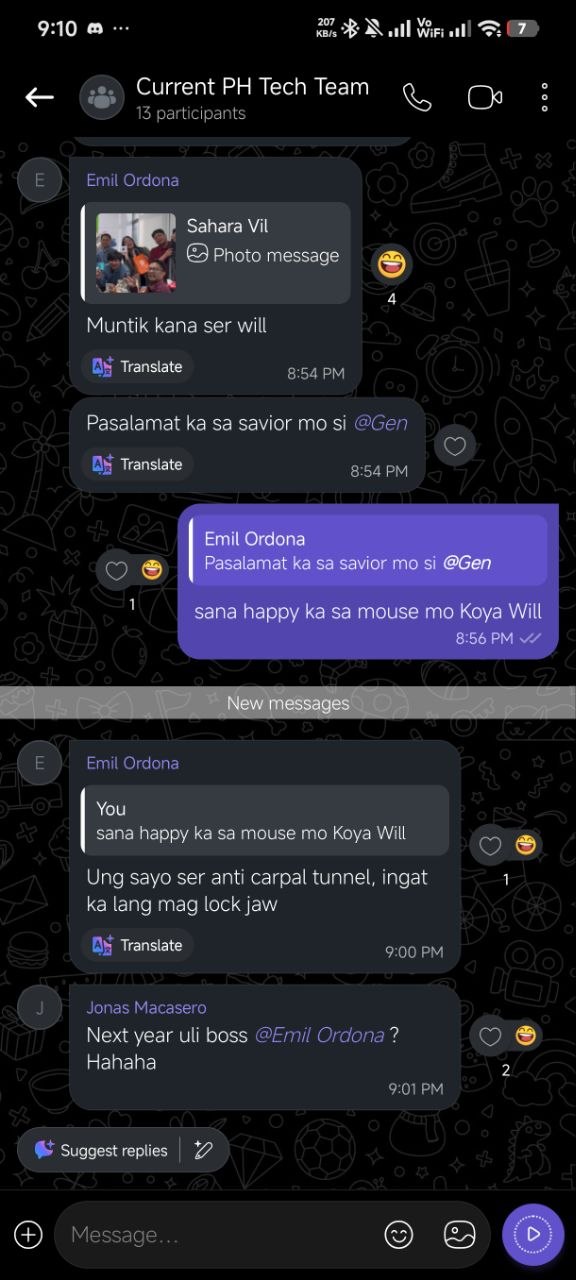 9:10
207
KB/s
Vo
WiFi
7
Current PH Tech Team
13 participants
E
Emil Ordona
Sahara Vil
Photo message
4
Muntik kana ser will
Translate
8:54 PM
Pasalamat ka sa savior mo si @Gen
Translate
8:54 PM
Emil Ordona
Pasalamat ka sa savior mo si @Gen
1
sana happy ka sa mouse mo Koya Will
8:56 PM
New messages
E
Emil Ordona
You
sana happy ka sa mouse mo Koya Will
Ung sayo ser anti carpal tunnel, ingat
ka lang mag lock jaw
1
Translate
9:00 PM
J
Jonas Macasero
Next year uli boss @Emil Ordona ?
Hahaha
2
9:01 PM
Suggest replies
Message...